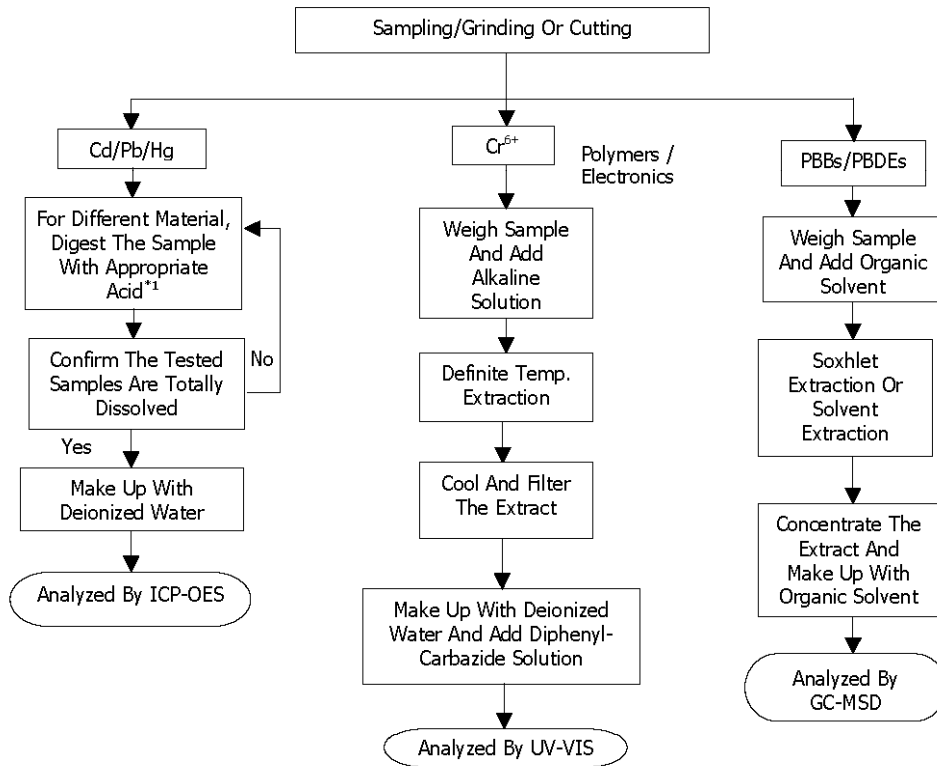 Sampling/Grinding Or Cutting
Cd/Pb/Hg
For Different Material,
Digest The Sample
With Appropriate
Acid*1
Confirm The Tested
Samples Are Totally
Dissolved
No
Yes
Make Up With
Deionized Water
Analyzed By ICP-OES
Cr6+
Polymers /
Electronics
Weigh Sample
And Add
Alkaline
Solution
Definite Temp.
Extraction
Cool And Filter
The Extract
Make Up With Deionized
Water And Add Diphenyl-
Carbazide Solution
Analyzed By UV-VIS
PBBs/PBDEs
Weigh Sample
And Add Organic
Solvent
Soxhlet
Extraction Or
Solvent
Extraction
Concentrate The
Extract And
Make Up With
Organic Solvent
Analyzed By
GC-MSD